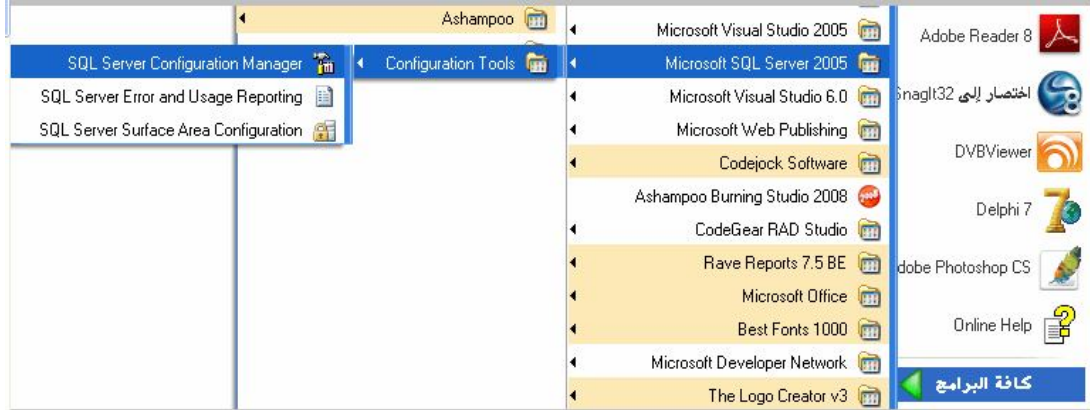 Adobe Reader 8
اختصار إلى SnagIt32
DVBViewer
Delphi 7
dobe Photoshop CS
Online Help
كافة البرامج
Microsoft Visual Studio 2005
Microsoft SQL Server 2005
Microsoft Visual Studio 6.0
Microsoft Web Publishing
Codejock Software
Ashampoo Burning Studio 2008
CodeGear RAD Studio
Rave Reports 7.5 BE
Microsoft Office
Best Fonts 1000
Microsoft Developer Network
The Logo Creator v3
Ashampoo
Configuration Tools
SQL Server Configuration Manager
SQL Server Error and Usage Reporting
SQL Server Surface Area Configuration